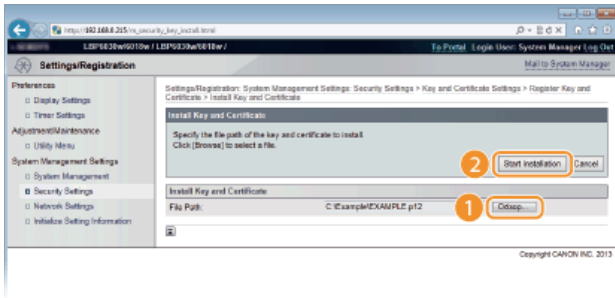 https://192.168.0.215/m_security_key_install.html
LBP6030w/6018w / LBP6030w/6018w /
To Portal Login User: System Manager Log Out
Settings/Registration
Mail to System Manager
Preferences
Display Settings
Timer Settings
Adjustment/Maintenance
Utility Menu
System Management Settings
System Management
Security Settings
Network Settings
Initialize Setting Information
Settings/Registration: System Management Settings: Security Settings > Key and Certificate Settings > Register Key and
Certificate > Install Key and Certificate
Install Key and Certificate
Specify the file path of the key and certificate to install.
Click [Browse] to select a file.
2
Start Installation
Cancel
Install Key and Certificate
File Path:
C:\Example\EXAMPLE.p12
1
Copyright CANON INC. 2013